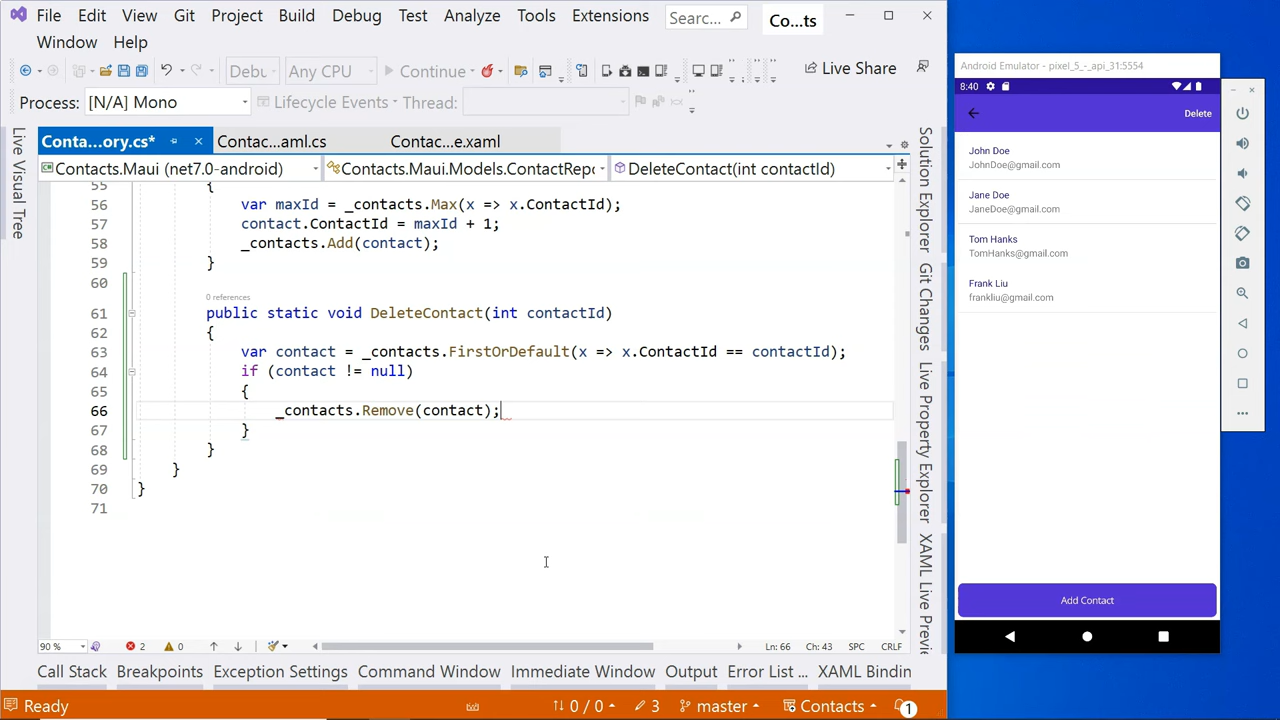 File Edit View Git Project Build Debug Test Analyze Tools Extensions Searc... Co...ts
Window Help
Debu Any CPU Continue Live Share
Process: [N/A] Mono Lifecycle Events Thread:
Conta...ory.cs* Contac...aml.cs Contac...e.xaml
Contacts.Maui (net7.0-android) Contacts.Maui.Models.ContactRepo DeleteContact(int contactId)
55 {
56 var maxId = _contacts.Max(x => x.ContactId);
57 contact.ContactId = maxId + 1;
58 _contacts.Add(contact);
59 }
60
0 references
61 public static void DeleteContact(int contactId)
62 {
63 var contact = _contacts.FirstOrDefault(x => x.ContactId == contactId);
64 if (contact != null)
65 {
66 _contacts.Remove(contact);
67 }
68 }
69 }
70 }
71
90 % 2 0 Ln: 66 Ch: 43 SPC CRLF
Call Stack Breakpoints Exception Settings Command Window Immediate Window Output Error List ... XAML Bindin
Ready 0 / 0 3 master Contacts 1
Live Visual Tree
Solution Explorer
Git Changes
Live Property Explorer
XAML Live Previe
Android Emulator - pixel_5_-_api_31:5554
8:40
Delete
John Doe
JohnDoe@gmail.com
Jane Doe
JaneDoe@gmail.com
Tom Hanks
TomHanks@gmail.com
Frank Liu
frankliu@gmail.com
Add Contact